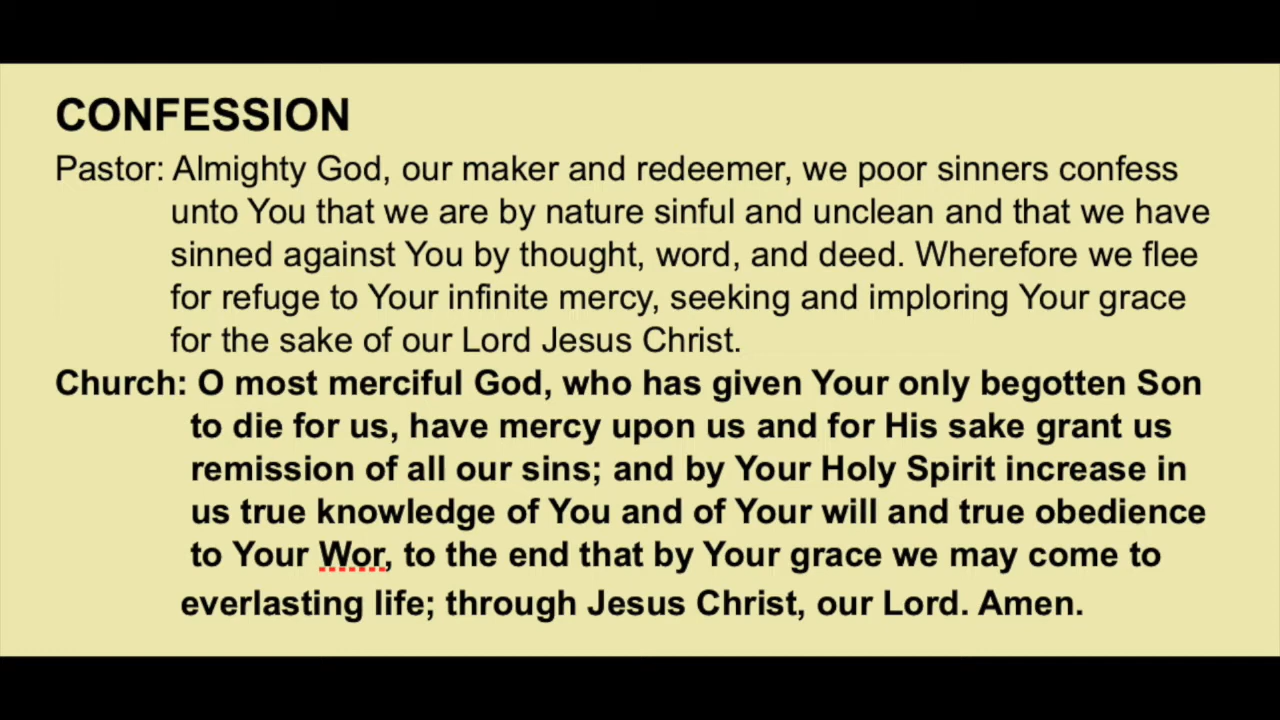 CONFESSION
Pastor: Almighty God, our maker and redeemer, we poor sinners confess
unto You that we are by nature sinful and unclean and that we have
sinned against You by thought, word, and deed. Wherefore we flee
for refuge to Your infinite mercy, seeking and imploring Your grace
for the sake of our Lord Jesus Christ.
Church: O most merciful God, who has given Your only begotten Son
to die for us, have mercy upon us and for His sake grant us
remission of all our sins; and by Your Holy Spirit increase in
us true knowledge of You and of Your will and true obedience
to Your Wor, to the end that by Your grace we may come to
everlasting life; through Jesus Christ, our Lord. Amen.